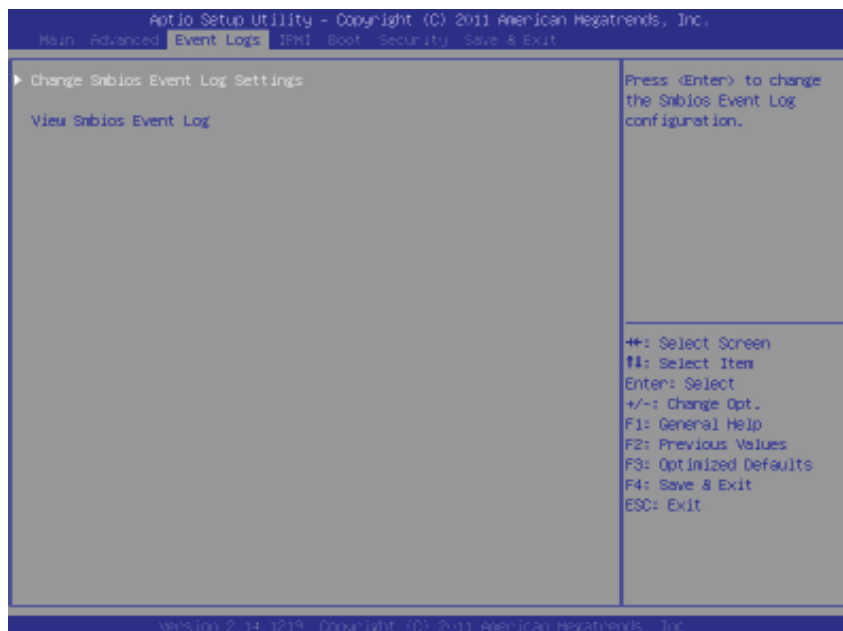 Aptio Setup Utility - Copyright (C) 2011 American Megatrends, Inc.
Main Advanced Event Logs IPMI Boot Security Save & Exit
Change Smbios Event Log Settings
View Smbios Event Log
Press <Enter> to change
the Smbios Event Log
configuration.
→←: Select Screen
↑↓: Select Item
Enter: Select
+/-: Change Opt.
F1: General Help
F2: Previous Values
F3: Optimized Defaults
F4: Save & Exit
ESC: Exit
Version 2.14.1219. Copyright (C) 2011 American Megatrends, Inc.